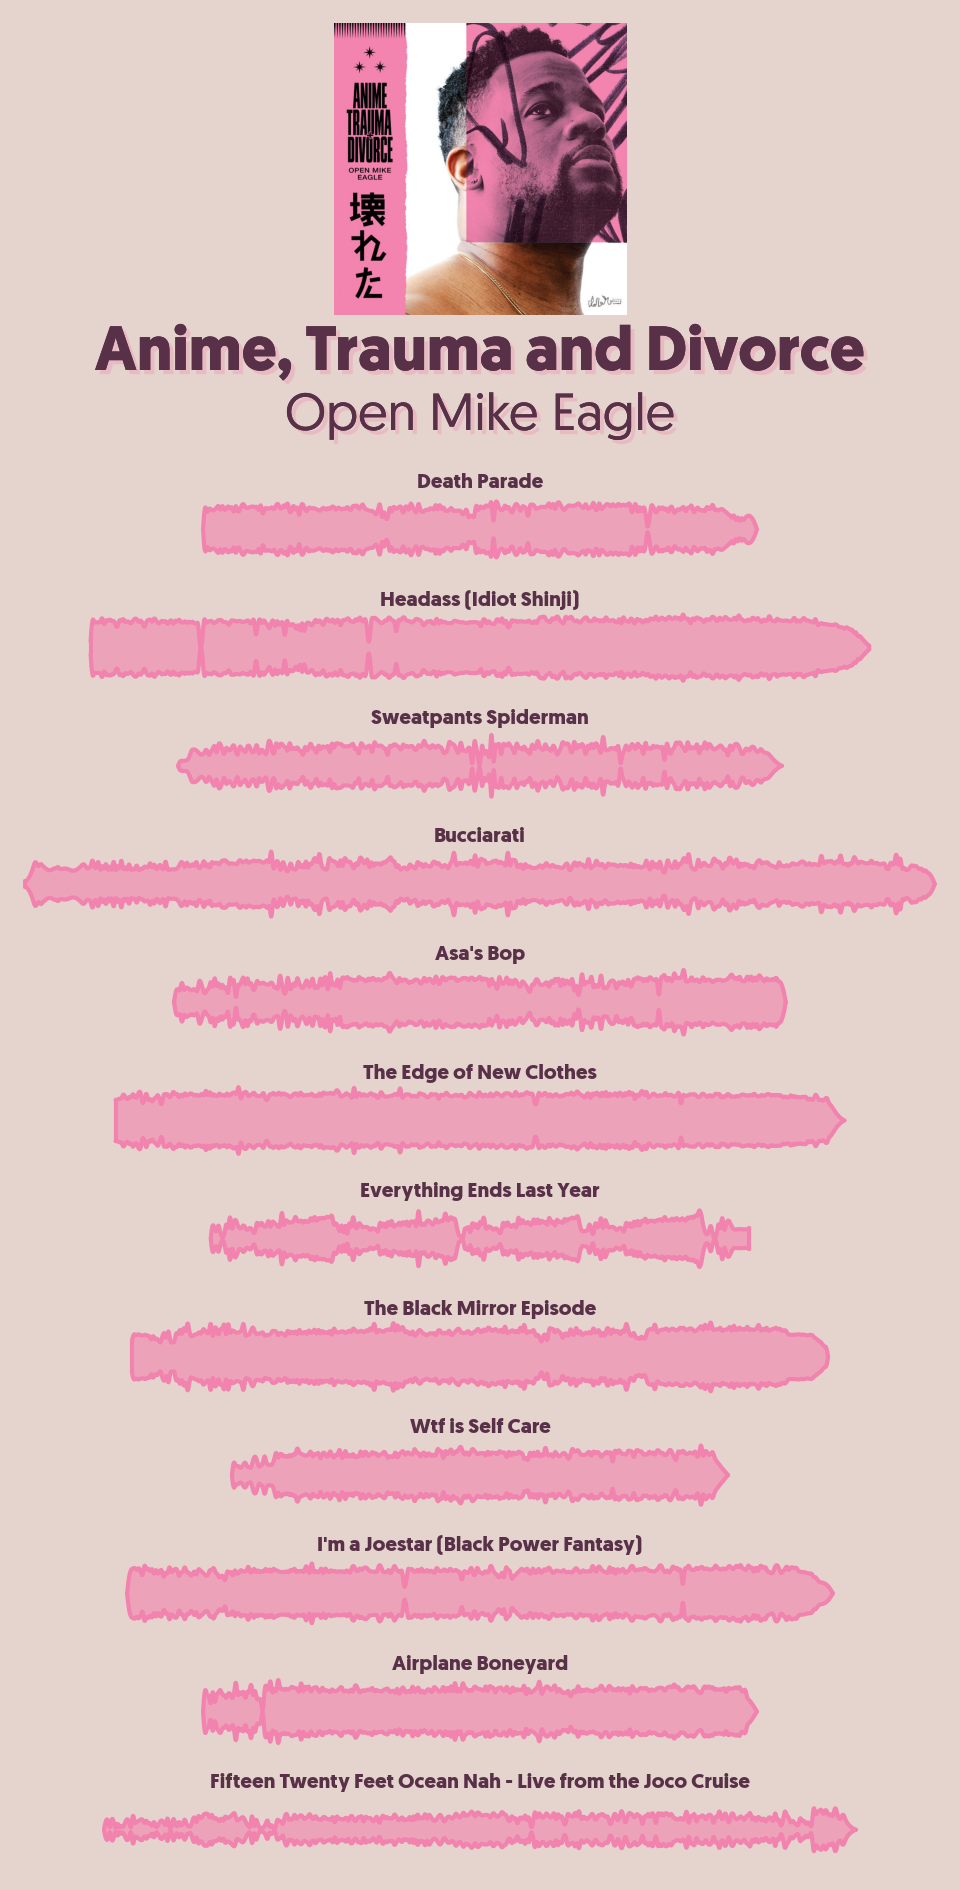 ANIME
TRAUMA
DIVORCE
OPEN MIKE
EAGLE
壊
れ
た
Anime, Trauma and Divorce
Open Mike Eagle
Death Parade
Headass (Idiot Shinji)
Sweatpants Spiderman
Bucciarati
Asa's Bop
The Edge of New Clothes
Everything Ends Last Year
The Black Mirror Episode
Wtf is Self Care
I'm a Joestar (Black Power Fantasy)
Airplane Boneyard
Fifteen Twenty Feet Ocean Nah - Live from the Joco Cruise